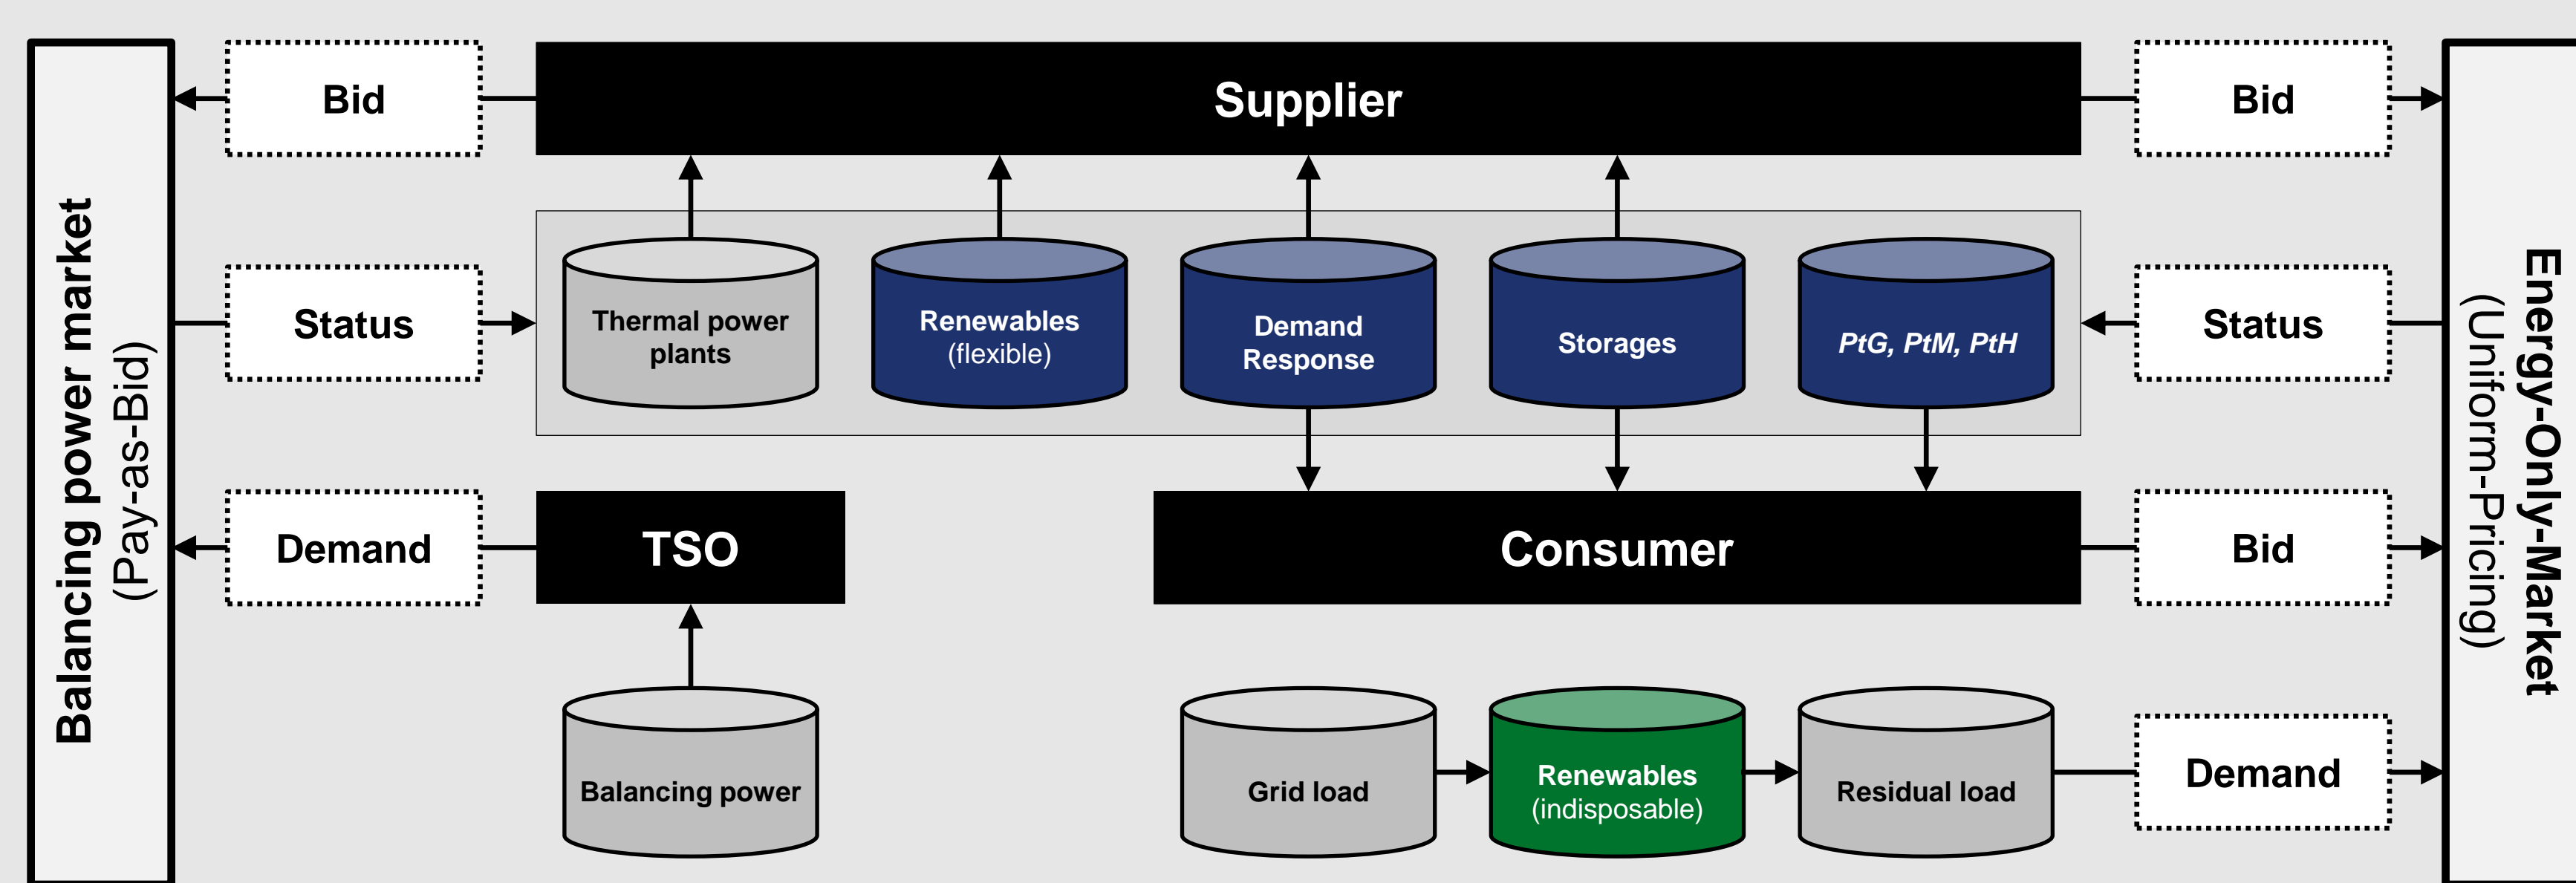 Balancing power market
(Pay-as-Bid)
Bid
Supplier
Bid
Status
Thermal power
plants
Renewables
(flexible)
Demand
Response
Storages
PtG, PtM, PtH
Status
Demand
TSO
Consumer
Bid
Balancing power
Grid load
Renewables
(indisposable)
Residual load
Demand
Energy-Only-Market
(Uniform-Pricing)